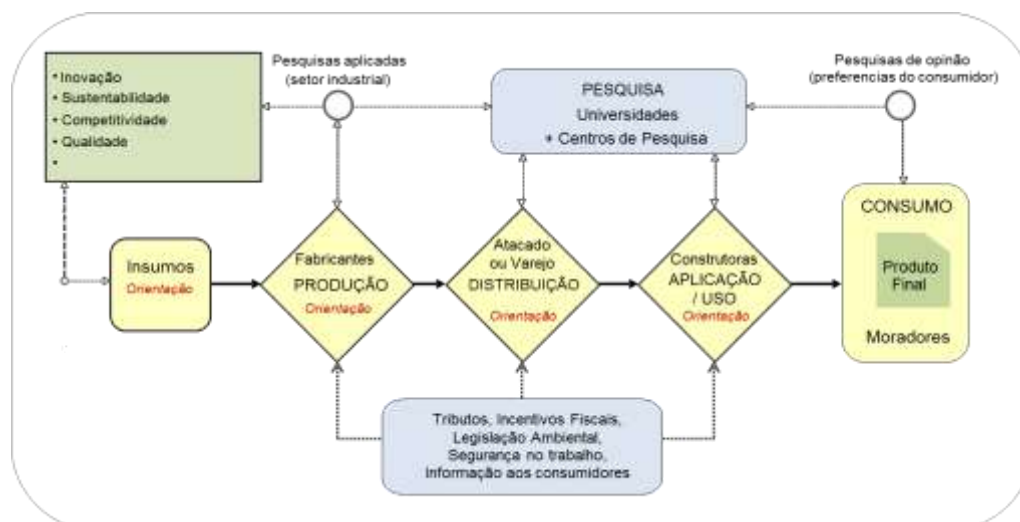 Pesquisas aplicadas
(setor industrial)
Pesquisas de opinião
(preferencias do consumidor)
• Inovação
• Sustentabilidade
• Competitividade
• Qualidade
•
PESQUISA
Universidades
+ Centros de Pesquisa
Insumos
Orientação
Fabricantes
PRODUÇÃO
Orientação
Atacado
ou Varejo
DISTRIBUIÇÃO
Orientação
Construtoras
APLICAÇÃO
/ USO
Orientação
CONSUMO
Produto
Final
Moradores
Tributos, Incentivos Fiscais,
Legislação Ambiental,
Segurança no trabalho,
Informação aos consumidores